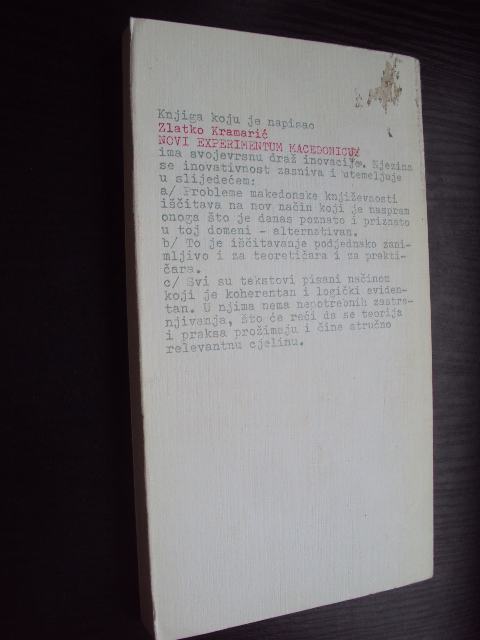 Knjiga koju je napisao
Zlatko Kramarić
NOVI EXPERIMENTUM MACEDONICUM
ima svojevrsnu draž inovacije. Njezina
se inovativnost zasniva i utemeljuje
u slijedećem:
a/ Probleme makedonske književnosti
iščitava na nov način koji je naspram
onoga što je danas poznato i priznato
u toj domeni - alternativan.
b/ To je iščitavanje podjednako zani-
mljivo i za teoretičara i za prakti-
čara.
c/ Svi su tekstovi pisani načinom
koji je koherentan i logički eviden-
tan. U njima nema nepotrebnih zastra-
njivanja, što će reći da se teorija
i praksa prožimaju i čine stručno
relevantnu cjelinu.